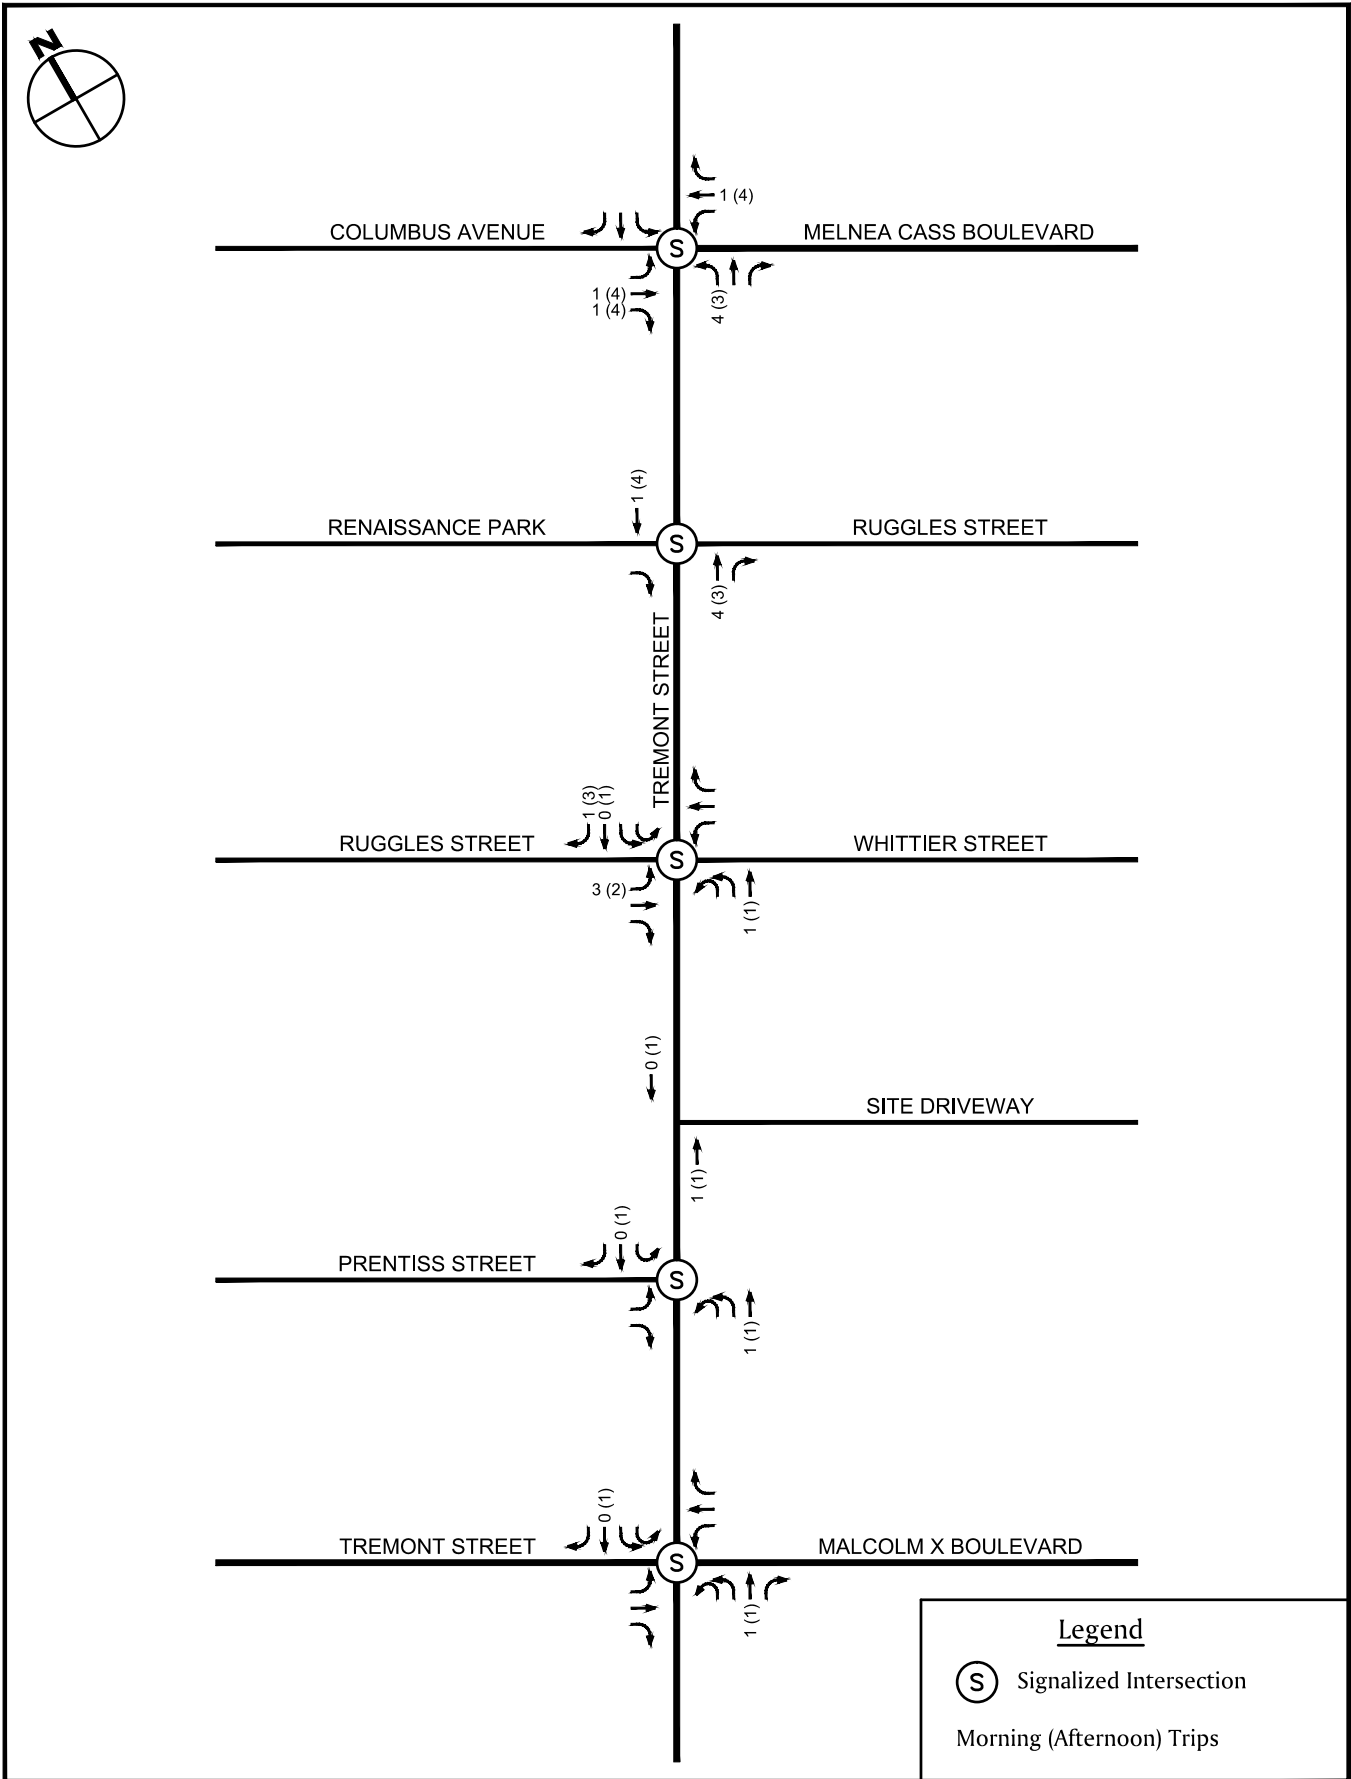 N
1 (4)
COLUMBUS AVENUE
MELNEA CASS BOULEVARD
S
1 (4)
1 (4)
4 (3)
1 (4)
RENAISSANCE PARK
RUGGLES STREET
S
4 (3)
TREMONT STREET
1 (3)
0 (1)
RUGGLES STREET
WHITTIER STREET
S
3 (2)
1 (1)
0 (1)
SITE DRIVEWAY
1 (1)
0 (1)
PRENTISS STREET
S
1 (1)
0 (1)
TREMONT STREET
MALCOLM X BOULEVARD
S
1 (1)
Legend
S Signalized Intersection
Morning (Afternoon) Trips